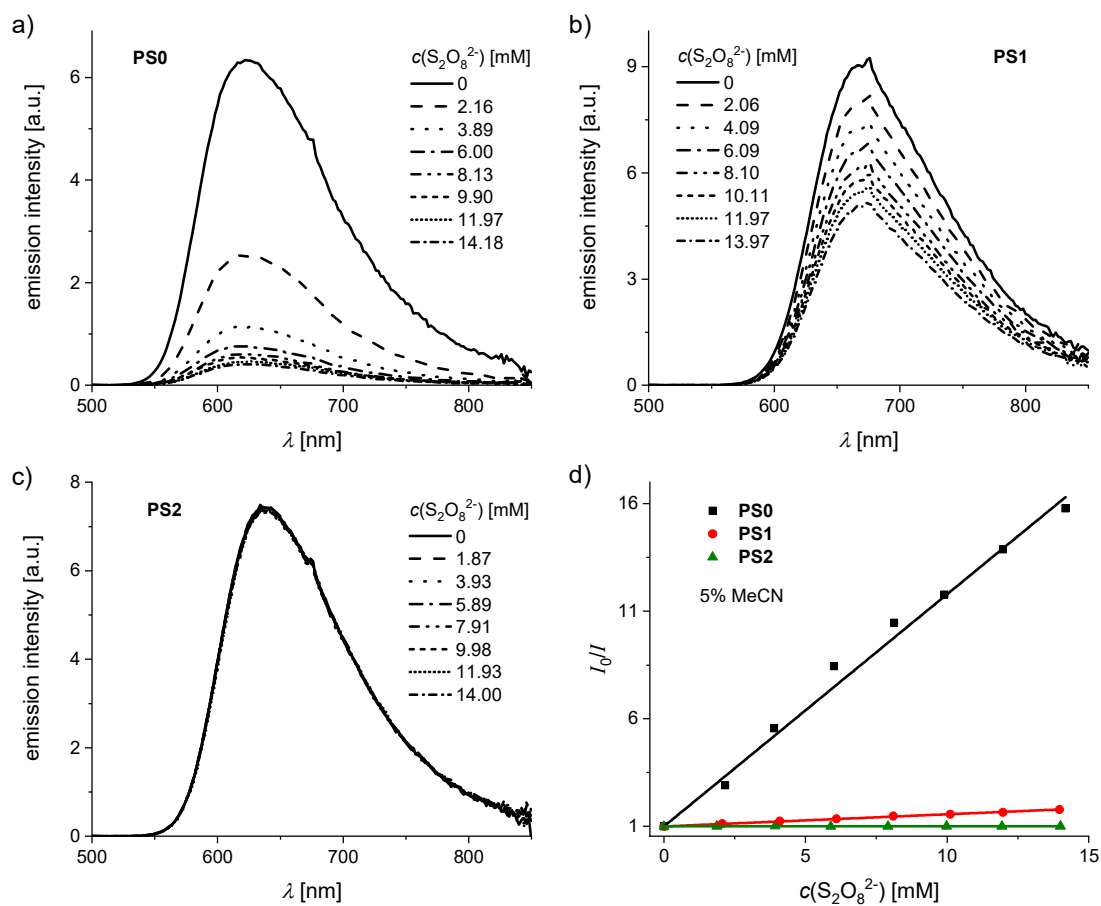 a)
PS0
c(S₂O₈²⁻) [mM]
0
2.16
3.89
6.00
8.13
9.90
11.97
14.18
emission intensity [a.u.]
6
4
2
0
500 600 700 800
λ [nm]
b)
PS1
c(S₂O₈²⁻) [mM]
0
2.06
4.09
6.09
8.10
10.11
11.97
13.97
emission intensity [a.u.]
9
6
3
0
500 600 700 800
λ [nm]
c)
PS2
c(S₂O₈²⁻) [mM]
0
1.87
3.93
5.89
7.91
9.98
11.93
14.00
emission intensity [a.u.]
8
6
4
2
0
500 600 700 800
λ [nm]
d)
PS0
PS1
PS2
5% MeCN
I₀/I
16
11
6
1
0 5 10 15
c(S₂O₈²⁻) [mM]